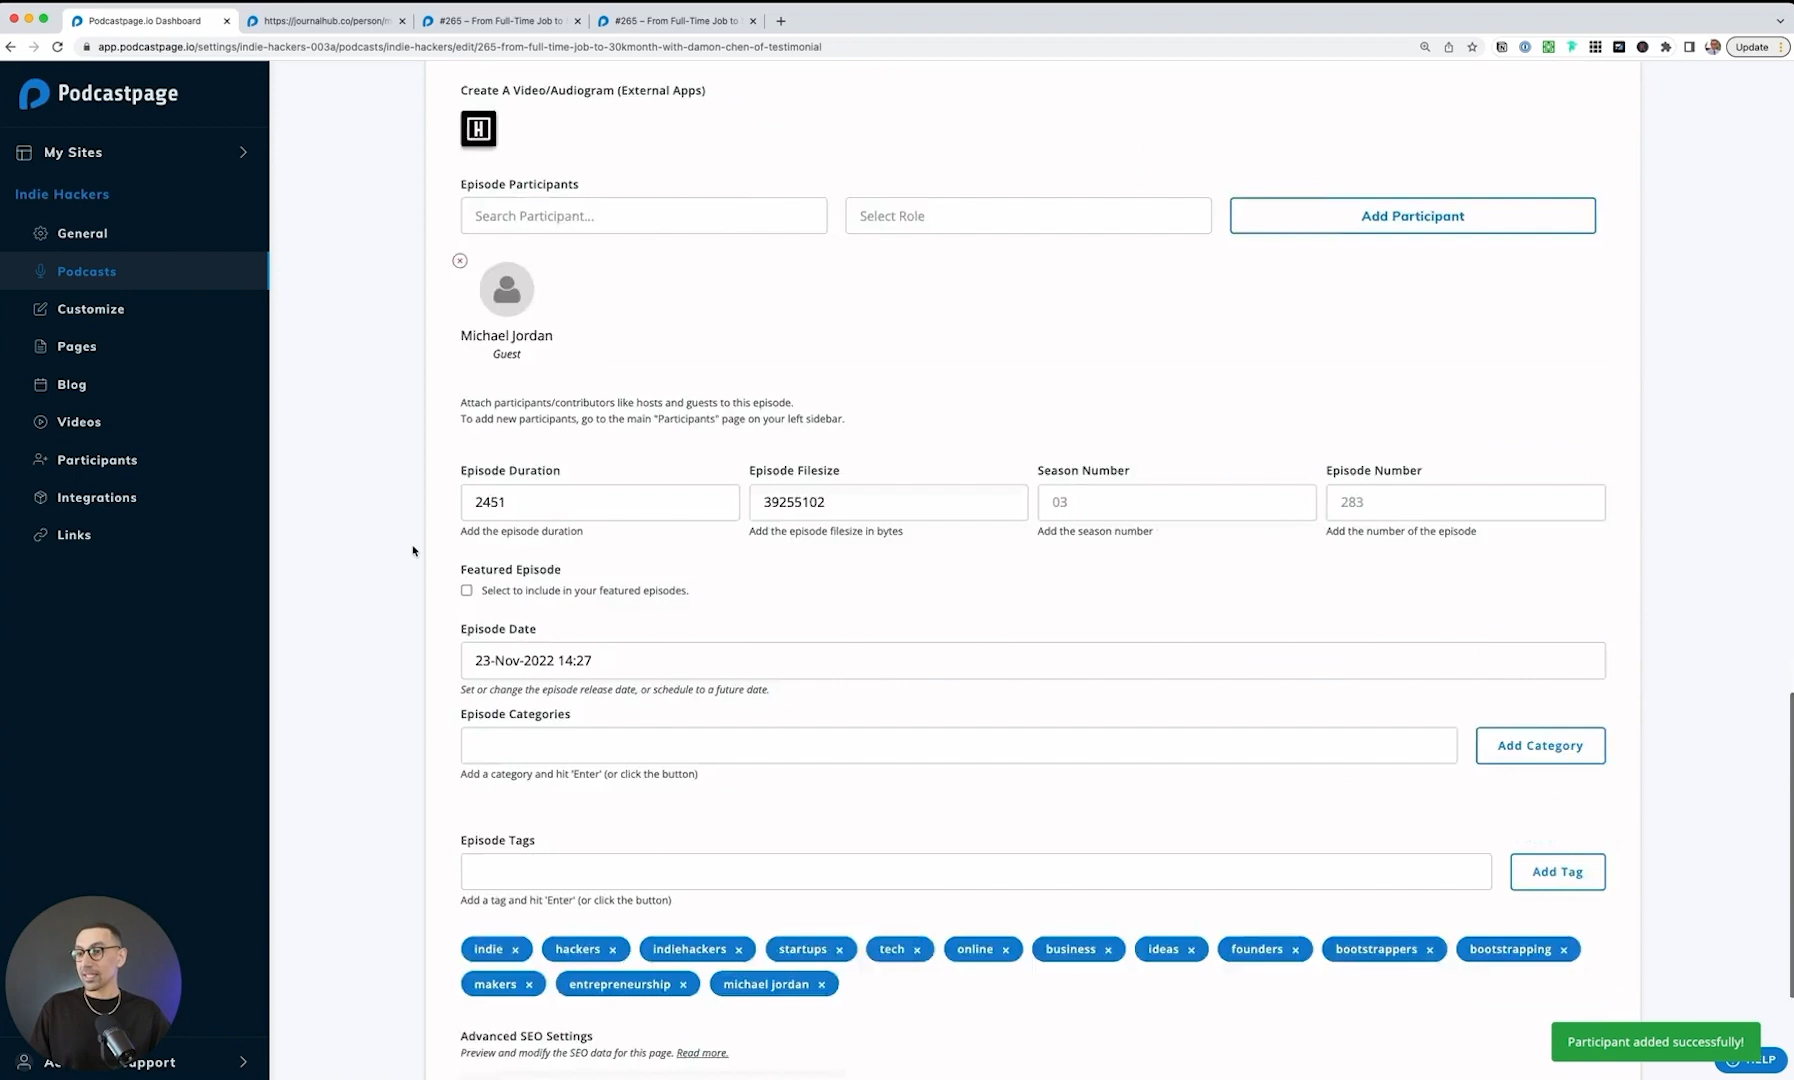 Podcastpage.io Dashboard
https://journalhub.co/person/m
#265 – From Full-Time Job to
#265 – From Full-Time Job to
app.podcastpage.io/settings/indie-hackers-003a/podcasts/indie-hackers/edit/265-from-full-time-job-to-30kmonth-with-damon-chen-of-testimonial
Update
Podcastpage
My Sites
Indie Hackers
General
Podcasts
Customize
Pages
Blog
Videos
Participants
Integrations
Links
Create A Video/Audiogram (External Apps)
H
Episode Participants
Search Participant...
Select Role
Add Participant
Michael Jordan
Guest
Attach participants/contributors like hosts and guests to this episode.
To add new participants, go to the main "Participants" page on your left sidebar.
Episode Duration
Episode Filesize
Season Number
Episode Number
2451
39255102
03
283
Add the episode duration
Add the episode filesize in bytes
Add the season number
Add the number of the episode
Featured Episode
Select to include in your featured episodes.
Episode Date
23-Nov-2022 14:27
Set or change the episode release date, or schedule to a future date.
Episode Categories
Add Category
Add a category and hit 'Enter' (or click the button)
Episode Tags
Add Tag
Add a tag and hit 'Enter' (or click the button)
indie × hackers × indiehackers × startups × tech × online × business × ideas × founders × bootstrappers × bootstrapping ×
makers × entrepreneurship × michael jordan ×
Advanced SEO Settings
Preview and modify the SEO data for this page. Read more.
Participant added successfully!